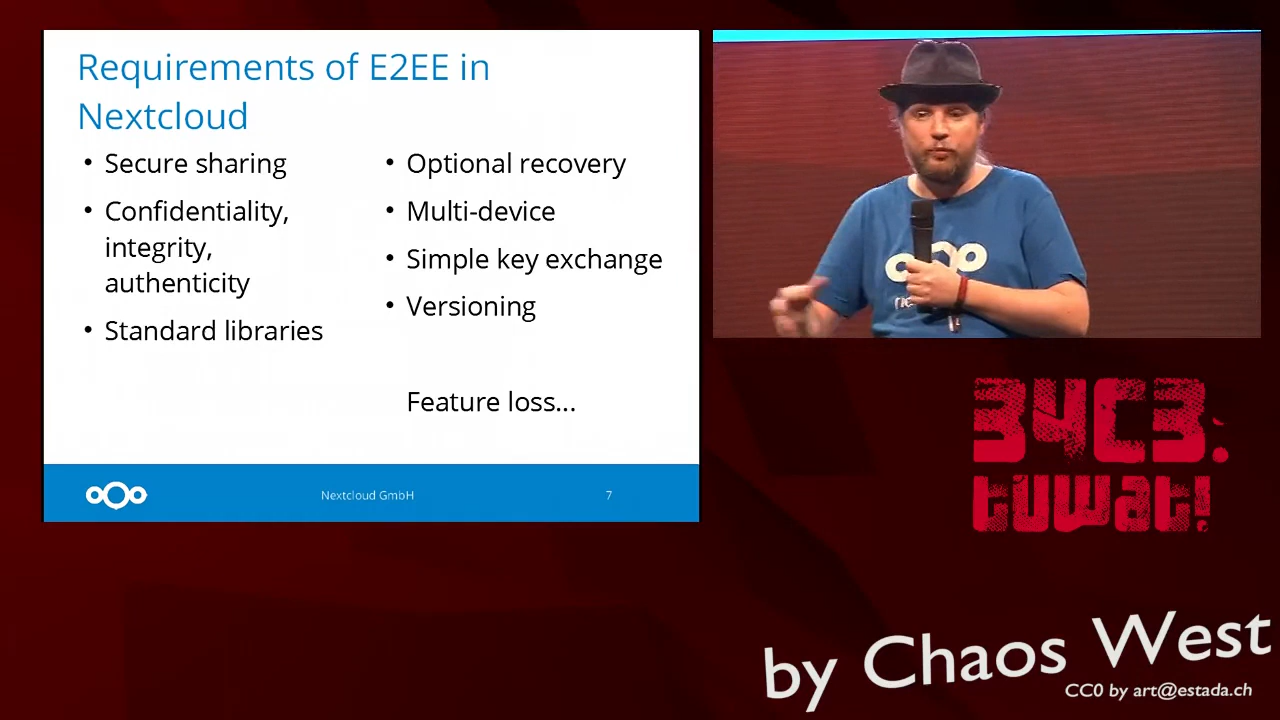 Requirements of E2EE in
Nextcloud
• Secure sharing
• Confidentiality,
integrity,
authenticity
• Standard libraries
• Optional recovery
• Multi-device
• Simple key exchange
• Versioning
Feature loss...
Nextcloud GmbH
7
34C3:
tuwat!
by Chaos West
CC0 by art@estada.ch